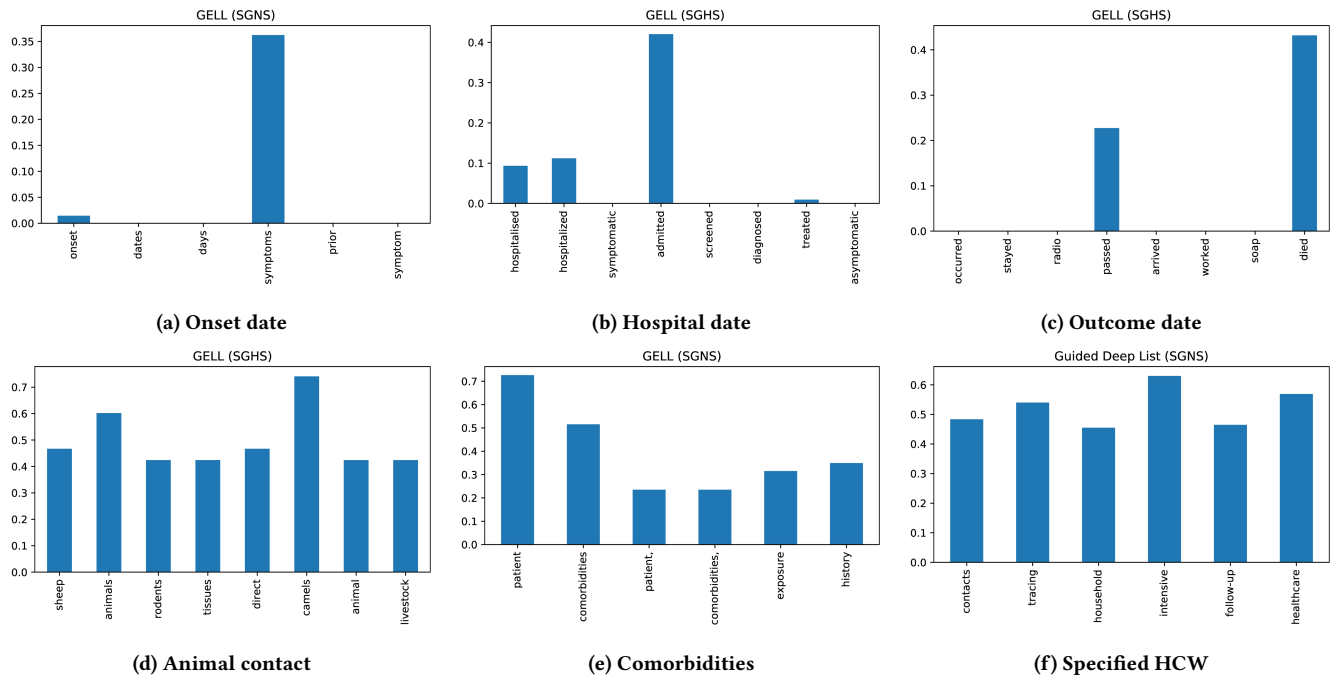 GELL (SGNS)
0.35
0.30
0.25
0.20
0.15
0.10
0.05
0.00
onset
dates
days
symptoms
prior
symptom
(a) Onset date
GELL (SGHS)
0.4
0.3
0.2
0.1
0.0
hospitalised
hospitalized
symptomatic
admitted
screened
diagnosed
treated
asymptomatic
(b) Hospital date
GELL (SGHS)
0.4
0.3
0.2
0.1
0.0
occurred
stayed
radio
passed
arrived
worked
soap
died
(c) Outcome date
GELL (SGHS)
0.7
0.6
0.5
0.4
0.3
0.2
0.1
0.0
sheep
animals
rodents
tissues
direct
camels
animal
livestock
(d) Animal contact
GELL (SGNS)
0.7
0.6
0.5
0.4
0.3
0.2
0.1
0.0
patient
comorbidities
patient,
comorbidities,
exposure
history
(e) Comorbidities
Guided Deep List (SGNS)
0.6
0.5
0.4
0.3
0.2
0.1
0.0
contacts
tracing
household
intensive
follow-up
healthcare
(f) Specified HCW